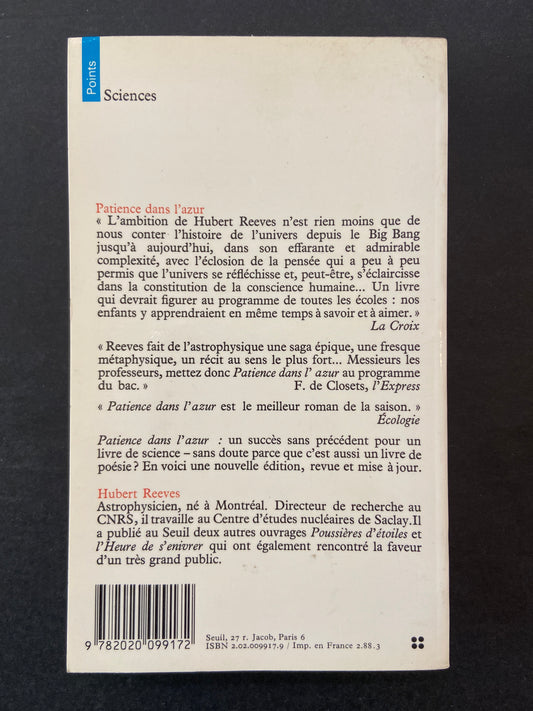 Points
Sciences
Patience dans l'azur
« L'ambition de Hubert Reeves n'est rien moins que de
nous conter l'histoire de l'univers depuis le Big Bang
jusqu'à aujourd'hui, dans son effarante et admirable
complexité, avec l'éclosion de la pensée qui a peu à peu
permis que l'univers se réfléchisse et, peut-être, s'éclaircisse
dans la constitution de la conscience humaine... Un livre
qui devrait figurer au programme de toutes les écoles : nos
enfants y apprendraient en même temps à savoir et à aimer. »
La Croix
« Reeves fait de l'astrophysique une saga épique, une fresque
métaphysique, un récit au sens le plus fort... Messieurs les
professeurs, mettez donc Patience dans l' azur au programme
du bac. » F. de Closets, l'Express
« Patience dans l'azur est le meilleur roman de la saison. »
Écologie
Patience dans l'azur : un succès sans précédent pour un
livre de science – sans doute parce que c'est aussi un livre de
poésie ? En voici une nouvelle édition, revue et mise à jour.
Hubert Reeves
Astrophysicien, né à Montréal. Directeur de recherche au
CNRS, il travaille au Centre d'études nucléaires de Saclay.Il
a publié au Seuil deux autres ouvrages Poussières d'étoiles et
l'Heure de s'enivrer qui ont également rencontré la faveur
d'un très grand public.
Seuil, 27 r. Jacob, Paris 6
ISBN 2.02.009917.9 / Imp. en France 2.88.3
9 782020 099172